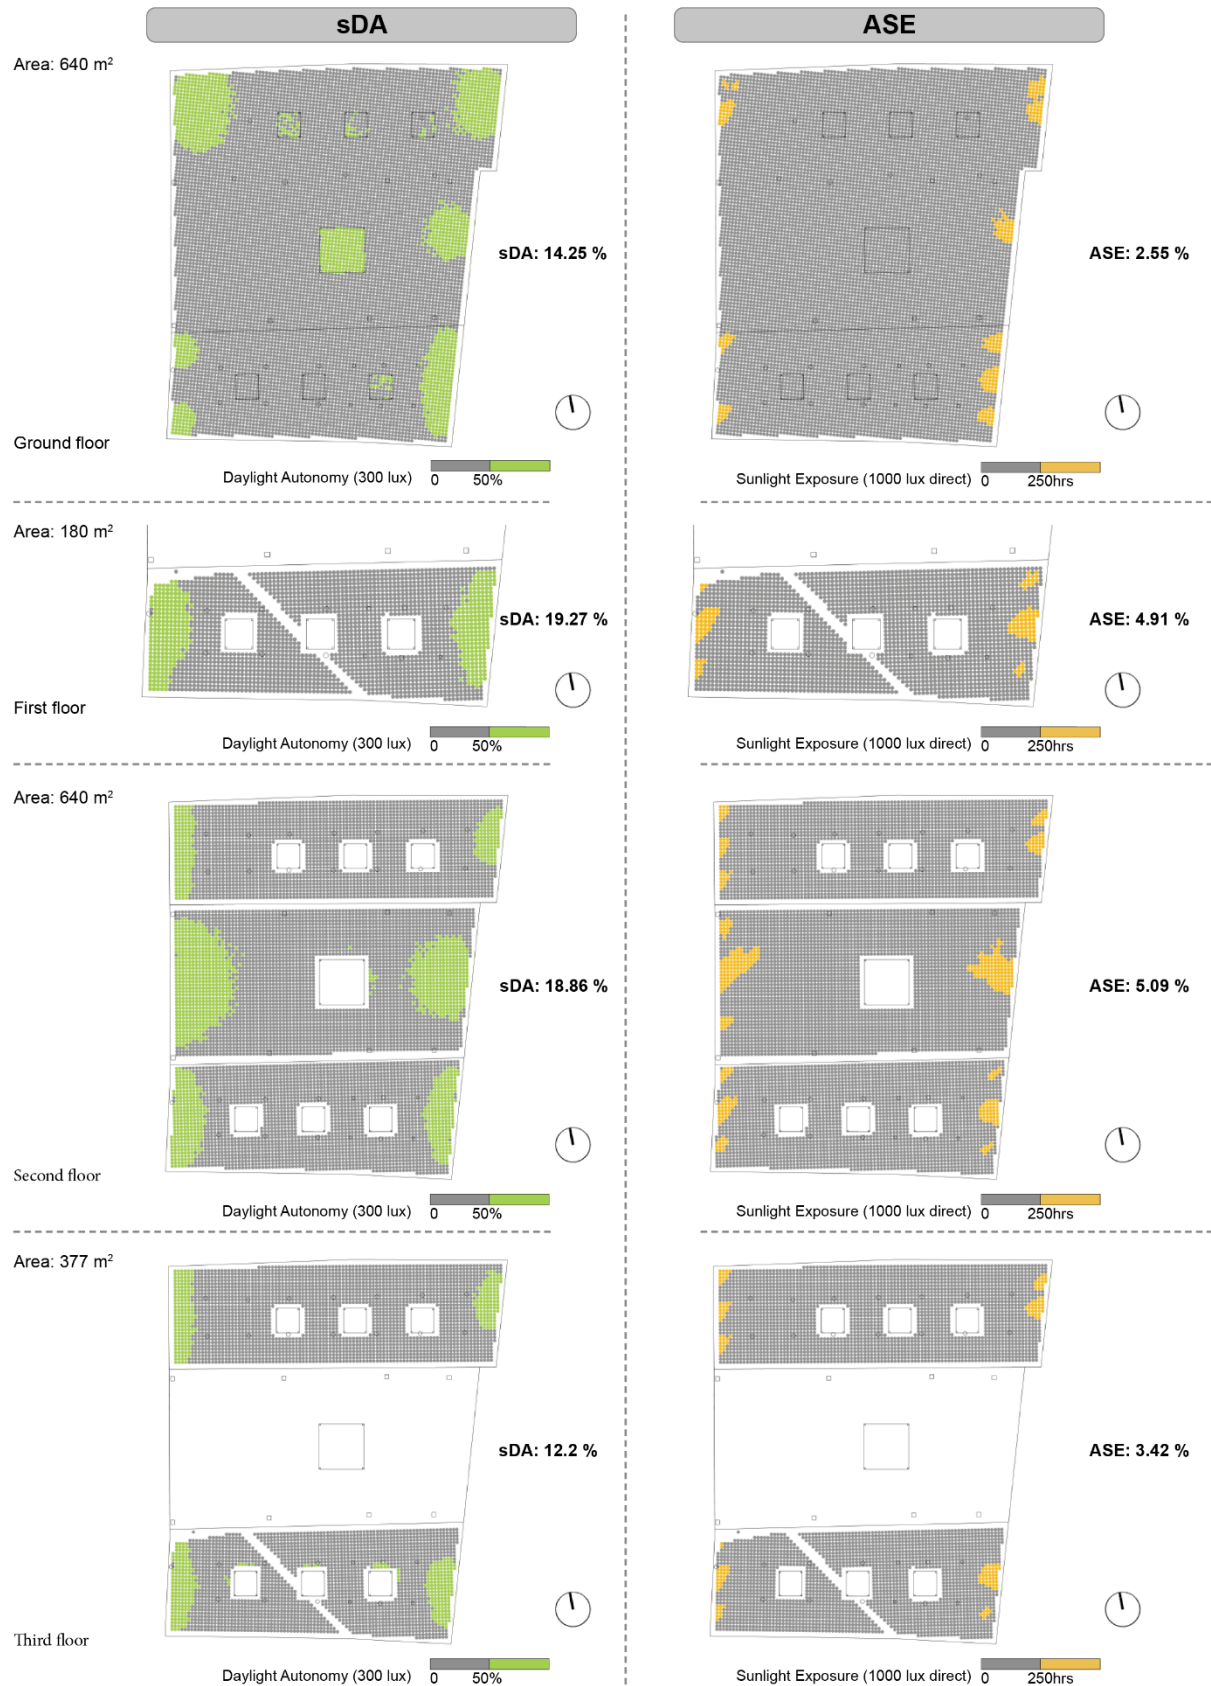 sDA
ASE
Area: 640 m²
sDA: 14.25 %
ASE: 2.55 %
Ground floor
Daylight Autonomy (300 lux)
0 50%
Sunlight Exposure (1000 lux direct)
0 250hrs
Area: 180 m²
sDA: 19.27 %
ASE: 4.91 %
First floor
Daylight Autonomy (300 lux)
0 50%
Sunlight Exposure (1000 lux direct)
0 250hrs
Area: 640 m²
sDA: 18.86 %
ASE: 5.09 %
Second floor
Daylight Autonomy (300 lux)
0 50%
Sunlight Exposure (1000 lux direct)
0 250hrs
Area: 377 m²
sDA: 12.2 %
ASE: 3.42 %
Third floor
Daylight Autonomy (300 lux)
0 50%
Sunlight Exposure (1000 lux direct)
0 250hrs